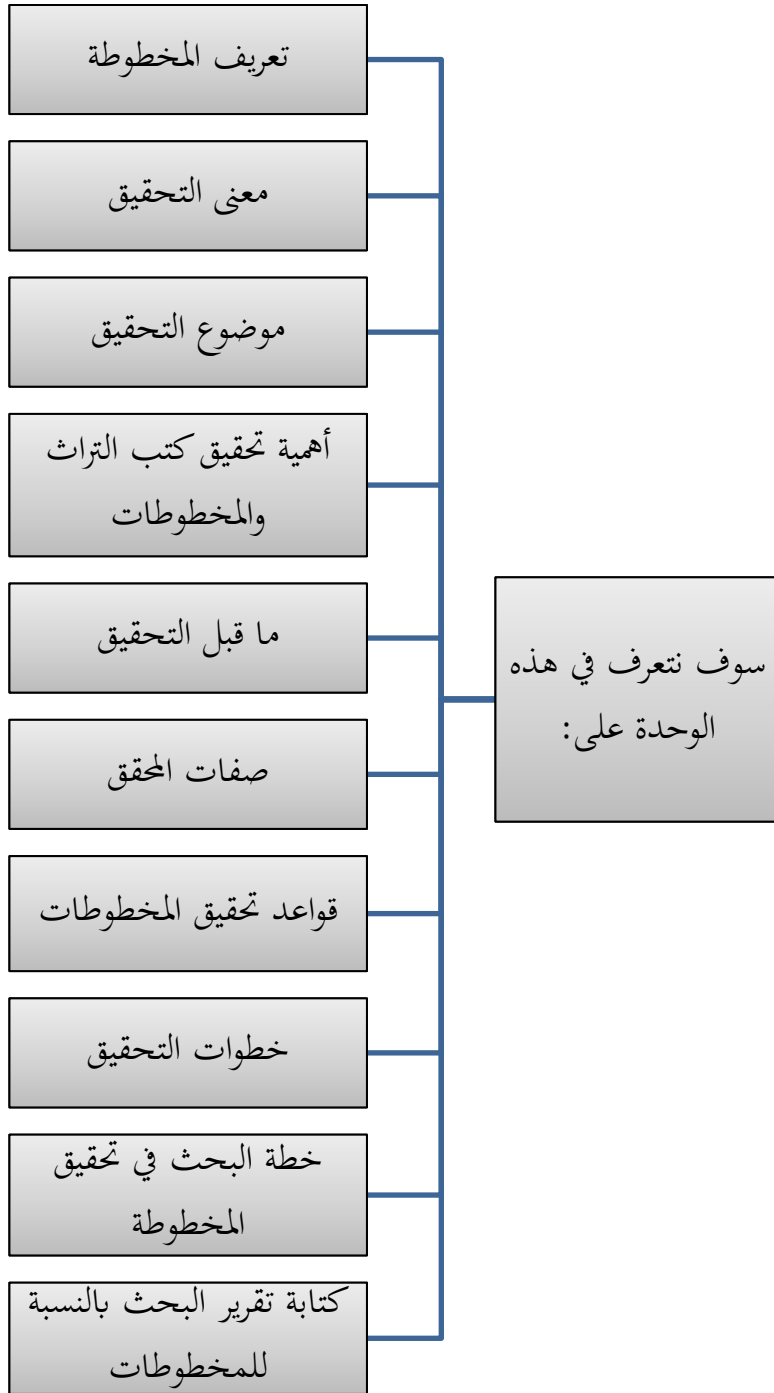 سوف نتعرف في هذه
الوحدة على:
تعريف المخطوطة
معنى التحقيق
موضوع التحقيق
أهمية تحقيق كتب التراث
والمخطوطات
ما قبل التحقيق
صفات المحقق
قواعد تحقيق المخطوطات
خطوات التحقيق
خطة البحث في تحقيق
المخطوطة
كتابة تقرير البحث بالنسبة
للمخطوطات